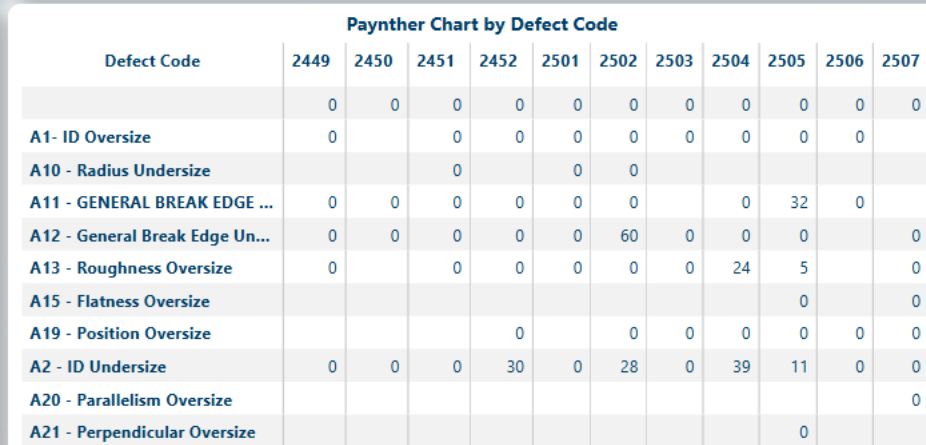 Paynther Chart by Defect Code
Defect Code 2449 2450 2451 2452 2501 2502 2503 2504 2505 2506 2507
0 0 0 0 0 0 0 0 0 0 0
A1- ID Oversize 0 0 0 0 0 0 0 0 0
A10 - Radius Undersize 0 0 0
A11 - GENERAL BREAK EDGE ... 0 0 0 0 0 0 0 32 0
A12 - General Break Edge Un... 0 0 0 0 0 60 0 0 0 0
A13 - Roughness Oversize 0 0 0 0 0 0 24 5 0
A15 - Flatness Oversize 0 0
A19 - Position Oversize 0 0 0 0 0 0 0
A2 - ID Undersize 0 0 0 30 0 28 0 39 11 0 0
A20 - Parallelism Oversize 0
A21 - Perpendicular Oversize 0